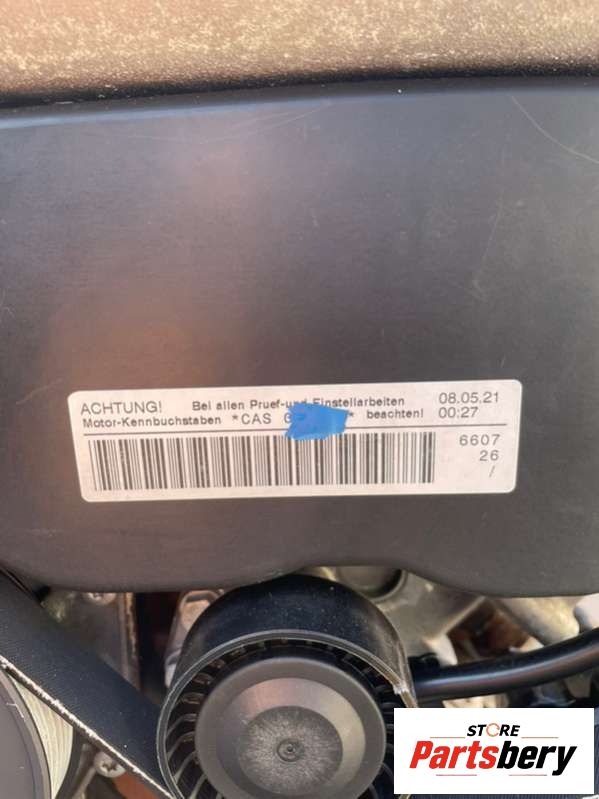 ACHTUNG! Bei allen Pruef-und Einstellarbeiten 08.05.21
Motor-Kennbuchstaben *CAS * beachten! 00:27
6607
26
/
STORE
Partsbery